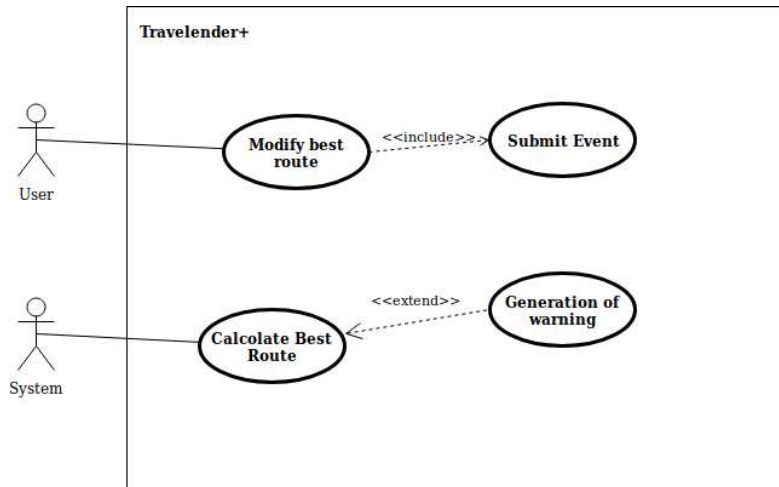 Travelender+
Modify best
route
<<include>>
Submit Event
User
<<extend>>
Generation of
warning
Calcolate Best
Route
System